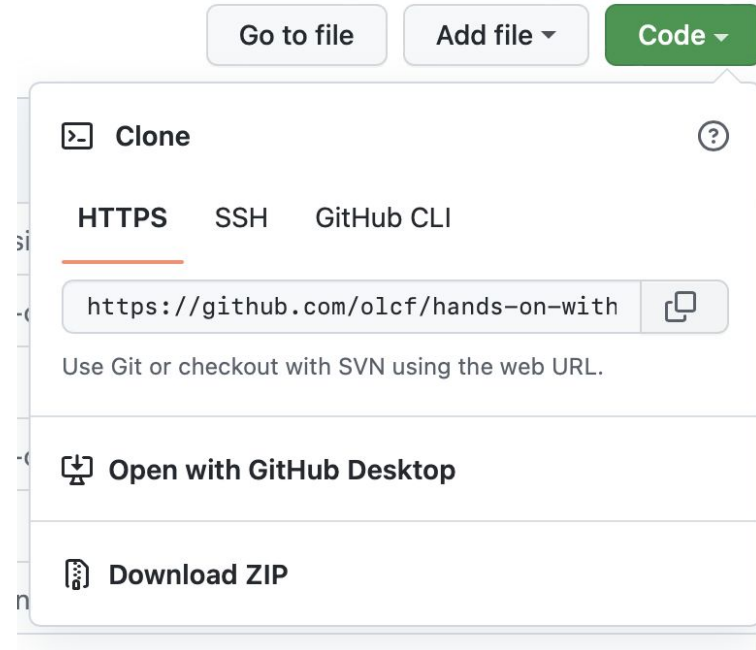 Go to file Add file Code
Clone
HTTPS SSH GitHub CLI
https://github.com/olcf/hands-on-with
Use Git or checkout with SVN using the web URL.
Open with GitHub Desktop
Download ZIP